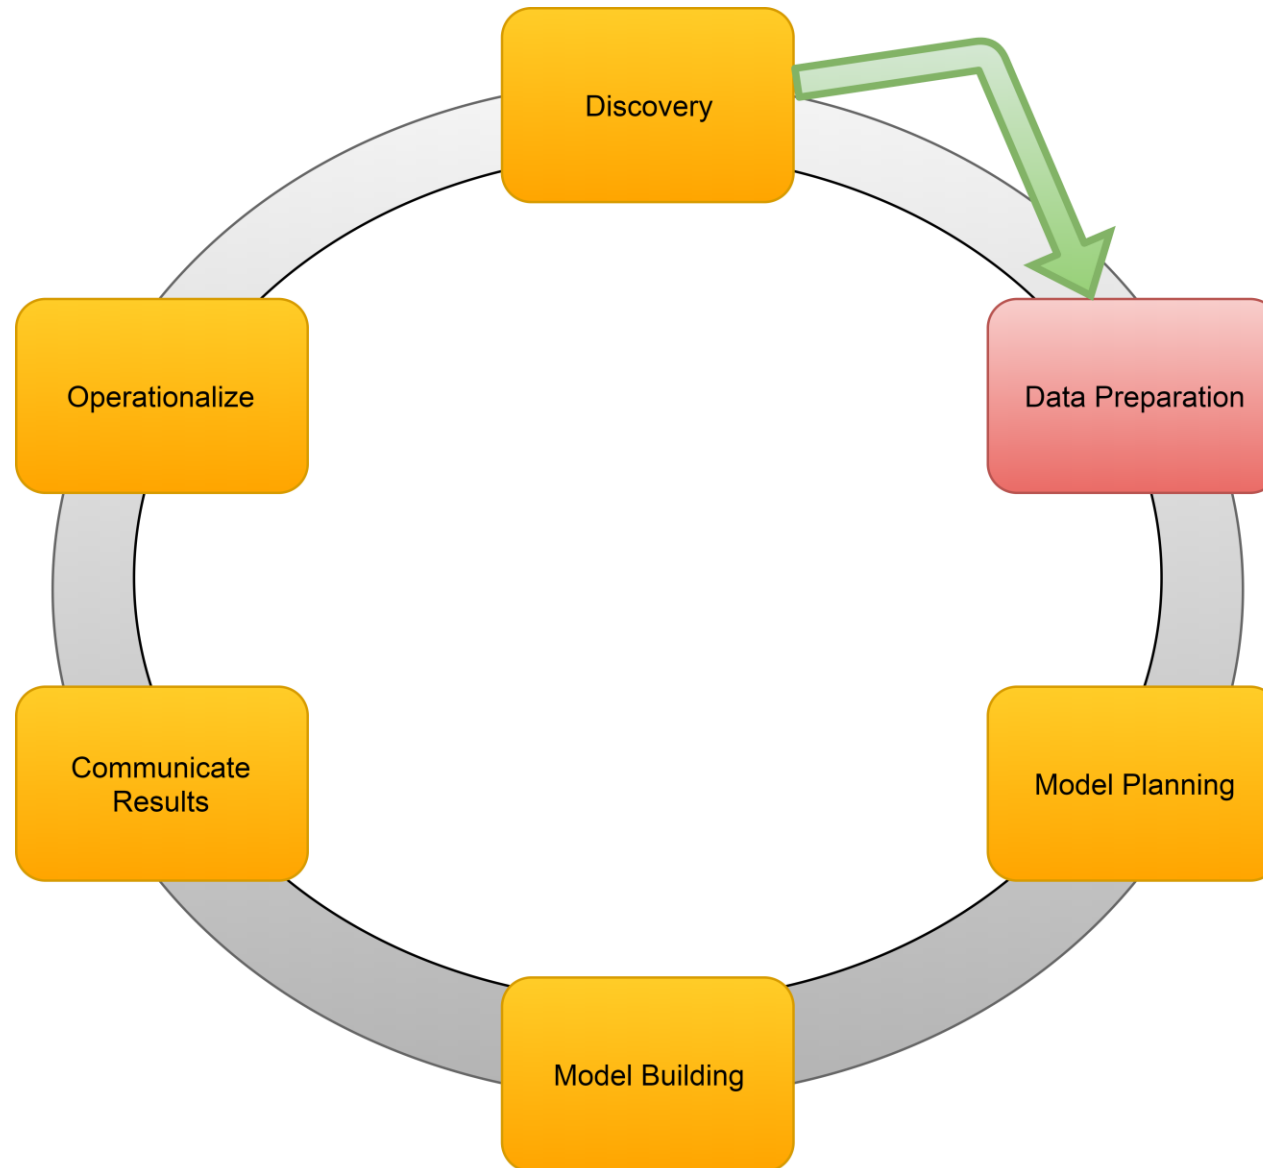 Discovery
Operationalize
Data Preparation
Communicate
Results
Model Planning
Model Building